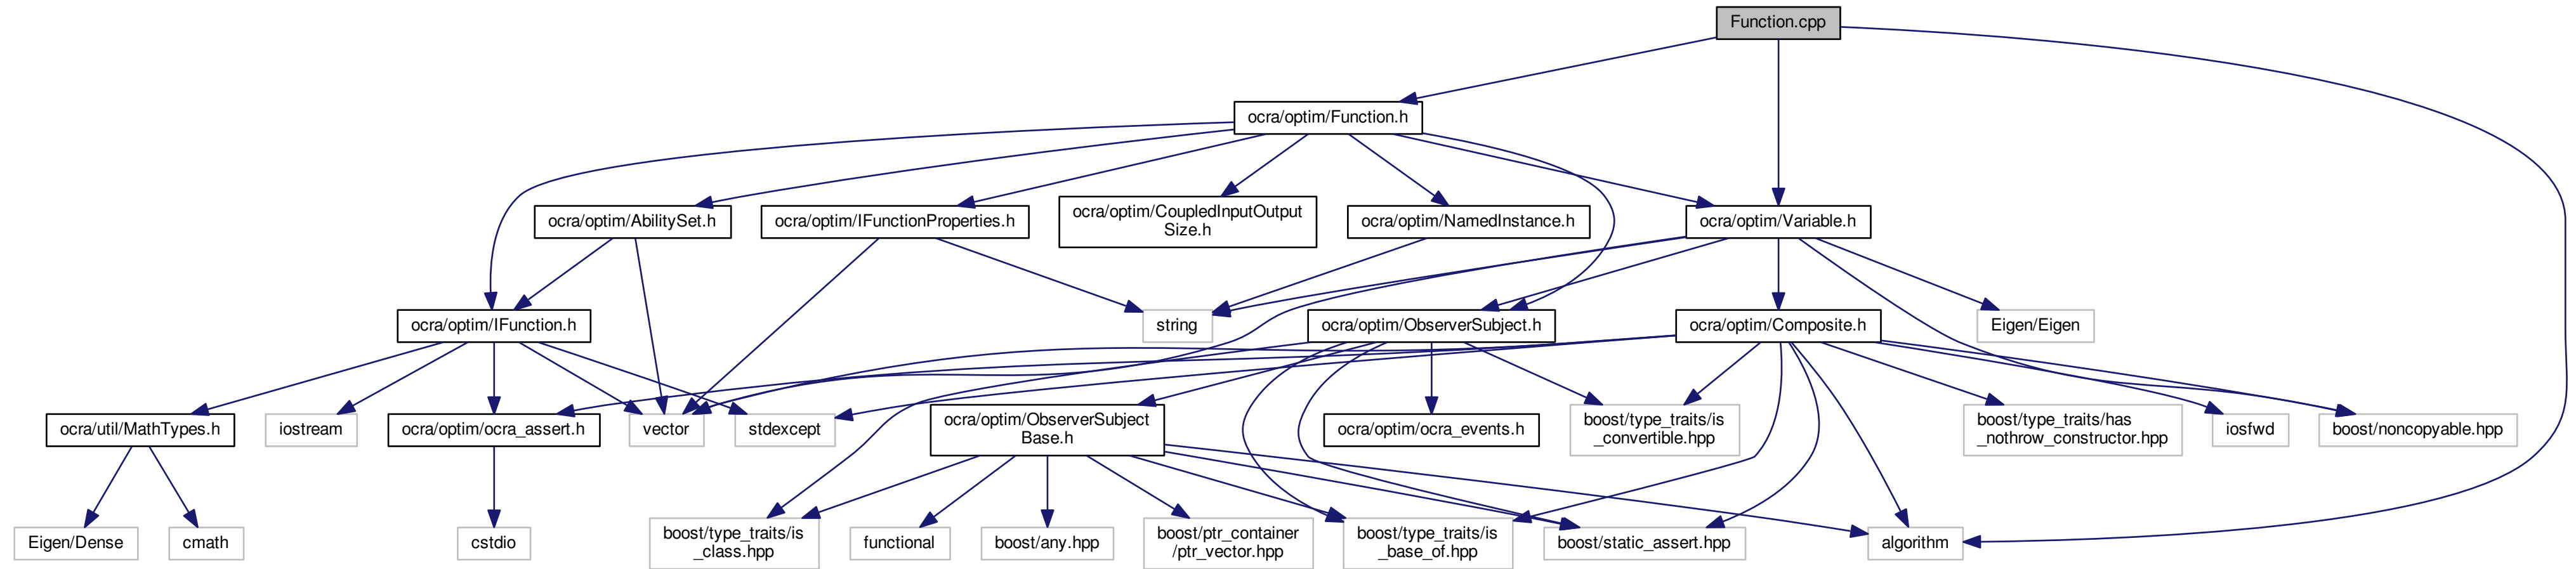 Function.cpp
ocra/optim/Function.h
ocra/optim/AbilitySet.h
ocra/optim/IFunctionProperties.h
ocra/optim/CoupledInputOutput
Size.h
ocra/optim/NamedInstance.h
ocra/optim/Variable.h
ocra/optim/IFunction.h
string
ocra/optim/ObserverSubject.h
ocra/optim/Composite.h
Eigen/Eigen
ocra/util/MathTypes.h
iostream
ocra/optim/ocra_assert.h
vector
stdexcept
ocra/optim/ObserverSubject
Base.h
ocra/optim/ocra_events.h
boost/type_traits/is
_convertible.hpp
boost/type_traits/has
_nothrow_constructor.hpp
iosfwd
boost/noncopyable.hpp
Eigen/Dense
cmath
cstdio
boost/type_traits/is
_class.hpp
functional
boost/any.hpp
boost/ptr_container
/ptr_vector.hpp
boost/type_traits/is
_base_of.hpp
boost/static_assert.hpp
algorithm